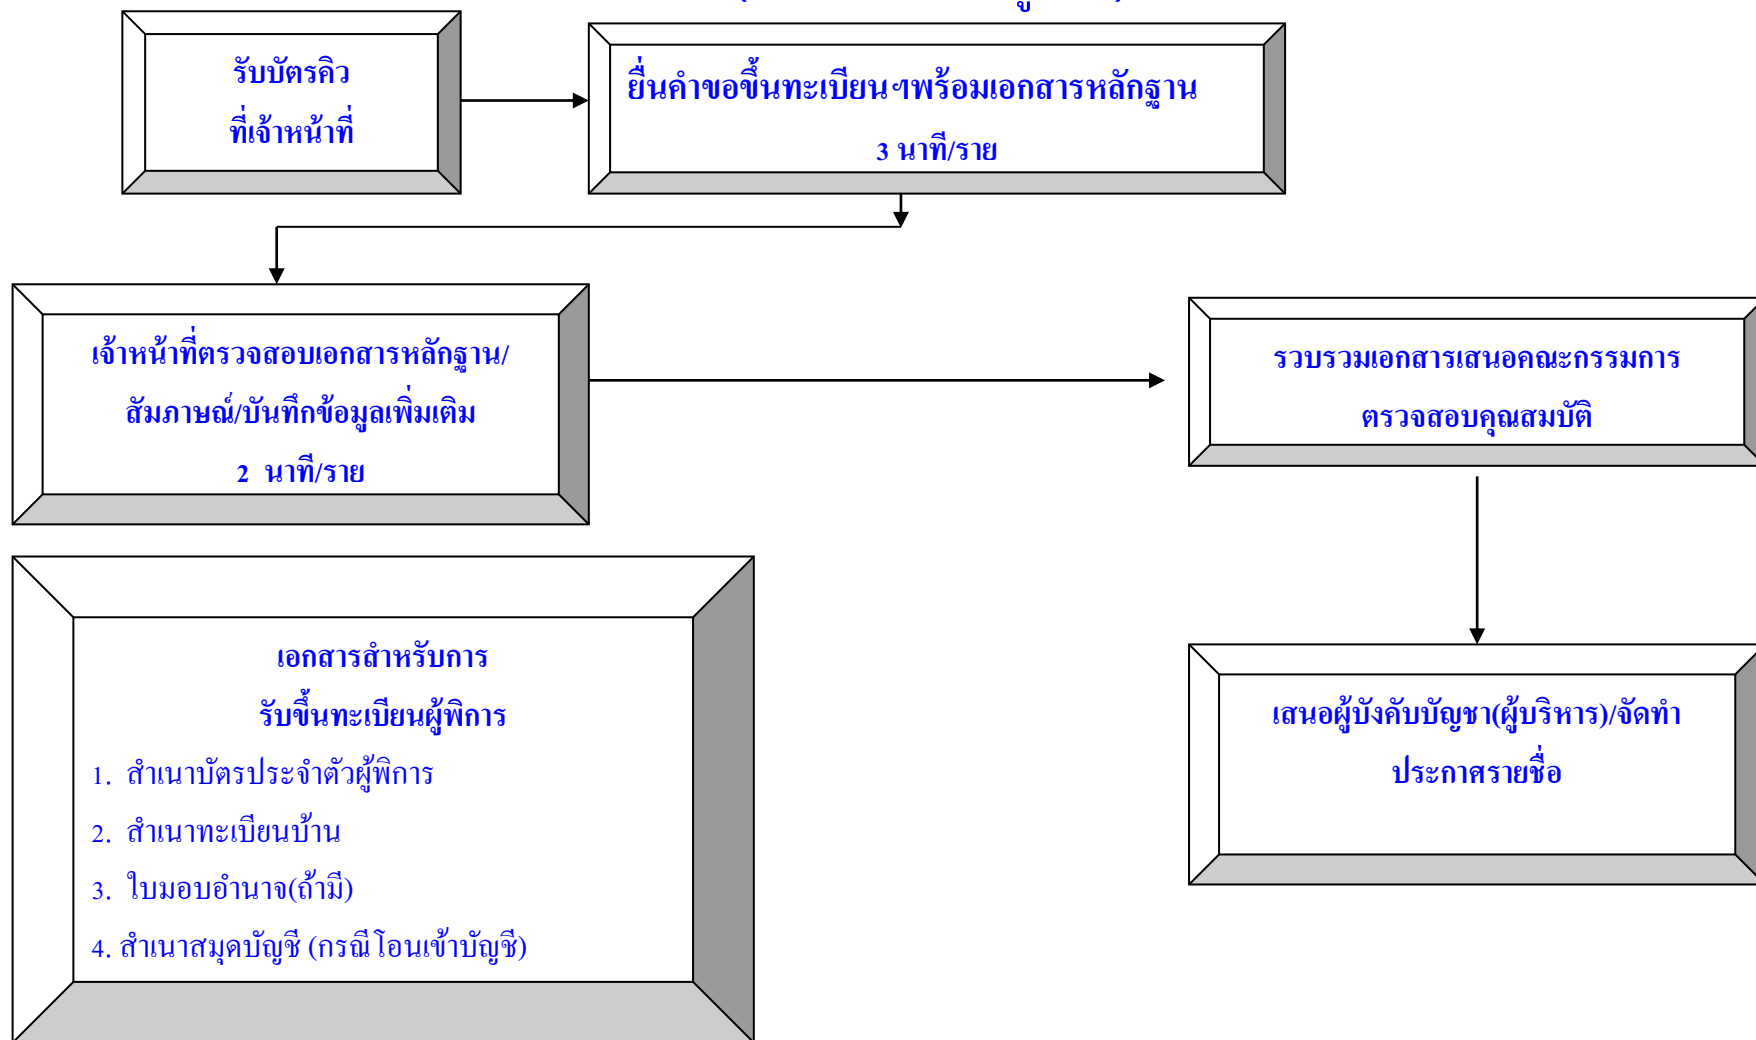 รับบัตรคิว
ที่เจ้าหน้าที่
ยื่นคำขอขึ้นทะเบียนฯพร้อมเอกสารหลักฐาน
3 นาที/ราย
เจ้าหน้าที่ตรวจสอบเอกสารหลักฐาน/
สัมภาษณ์/บันทึกข้อมูลเพิ่มเติม
2 นาที/ราย
รวบรวมเอกสารเสนอคณะกรรมการ
ตรวจสอบคุณสมบัติ
เอกสารสำหรับการ
รับขึ้นทะเบียนผู้พิการ
1. สำเนาบัตรประจำตัวผู้พิการ
2. สำเนาทะเบียนบ้าน
3. ใบมอบอำนาจ(ถ้ามี)
4. สำเนาสมุดบัญชี (กรณีโอนเข้าบัญชี)
เสนอผู้บังคับบัญชา(ผู้บริหาร)/จัดทำ
ประกาศรายชื่อ